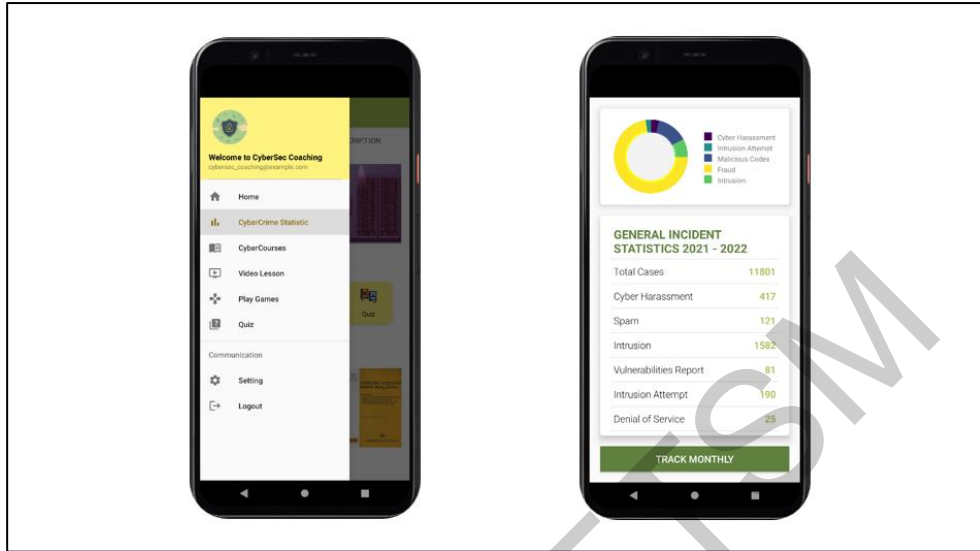 Welcome to CyberSec Coaching
cybersec_coaching@example.com
Home
CyberCrime Statistic
CyberCourses
Video Lesson
Play Games
Quiz
Communication
Setting
Logout
RIPTION
Quiz
Cyber Harassment
Intrusion Attempt
Malicious Codes
Fraud
Intrusion
GENERAL INCIDENT
STATISTICS 2021 - 2022
Total Cases 11801
Cyber Harassment 417
Spam 121
Intrusion 1582
Vulnerabilities Report 81
Intrusion Attempt 190
Denial of Service 25
TRACK MONTHLY
TSM